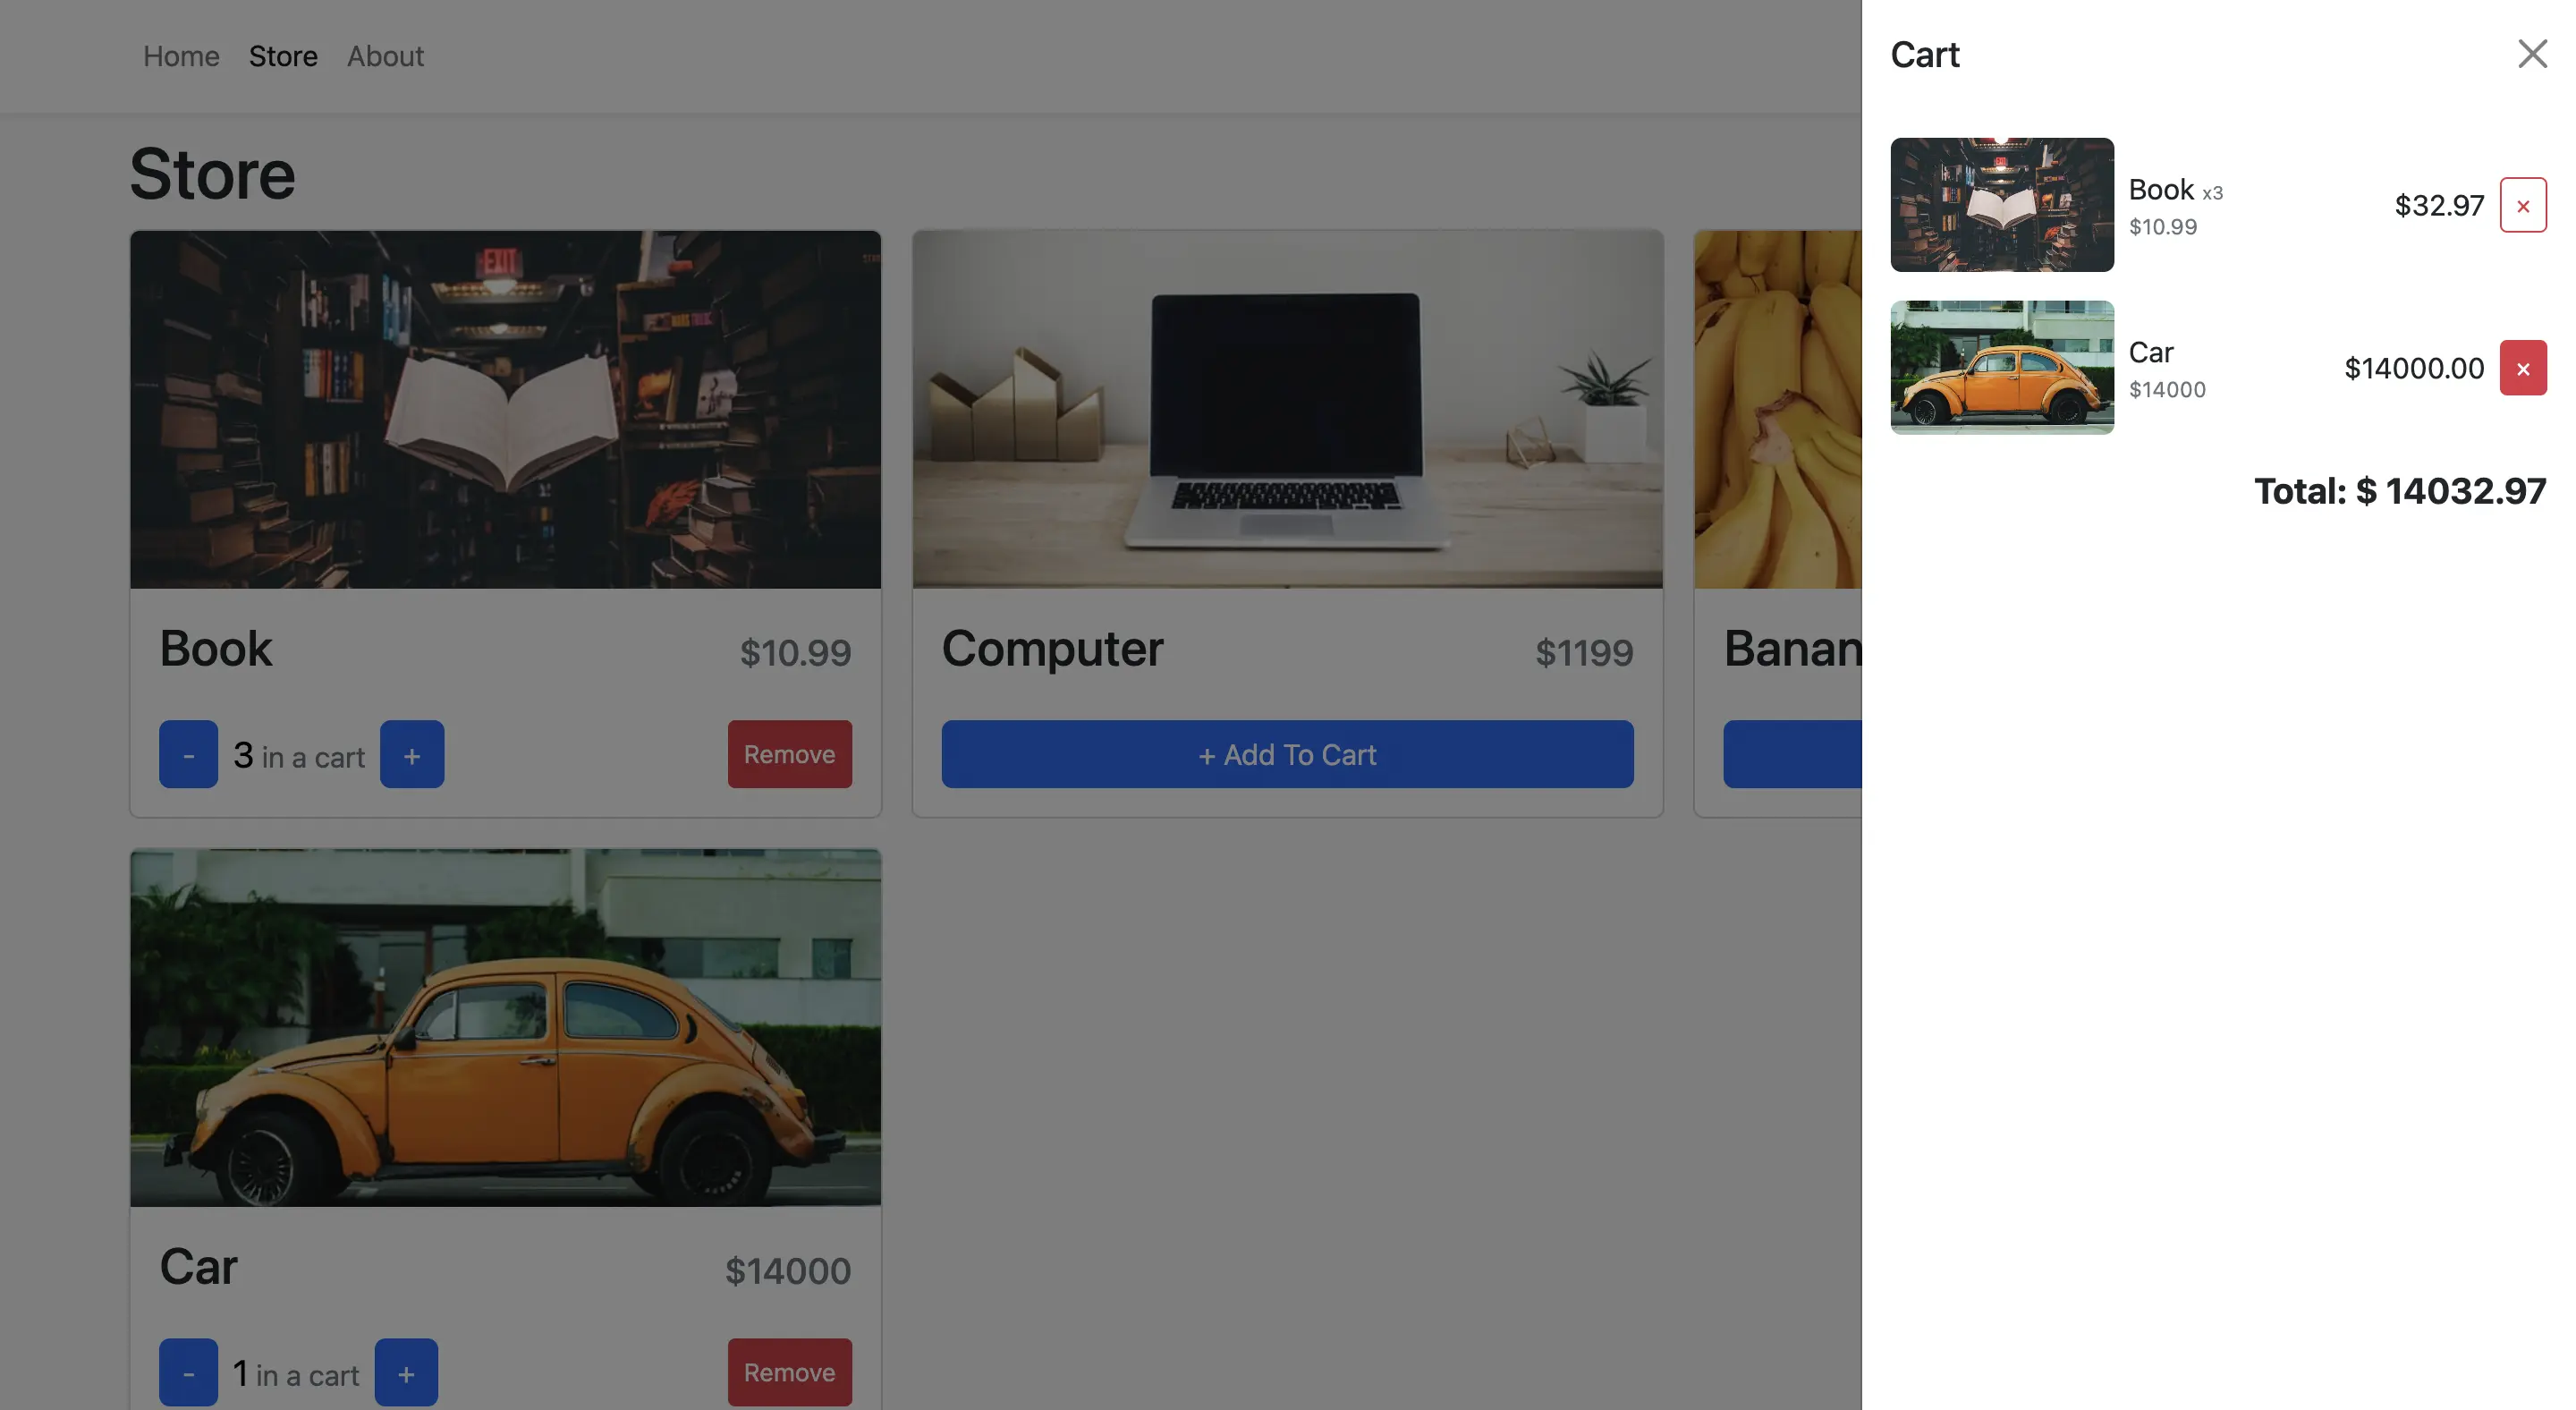 Home Store About
Store
EXIT
Book
$10.99
- 3 in a cart +
Remove
Computer
$1199
+ Add To Cart
Banan
Car
$14000
- 1 in a cart +
Remove
Cart
EXIT
Book x3
$10.99
$32.97
×
Car
$14000
$14000.00
×
Total: $ 14032.97